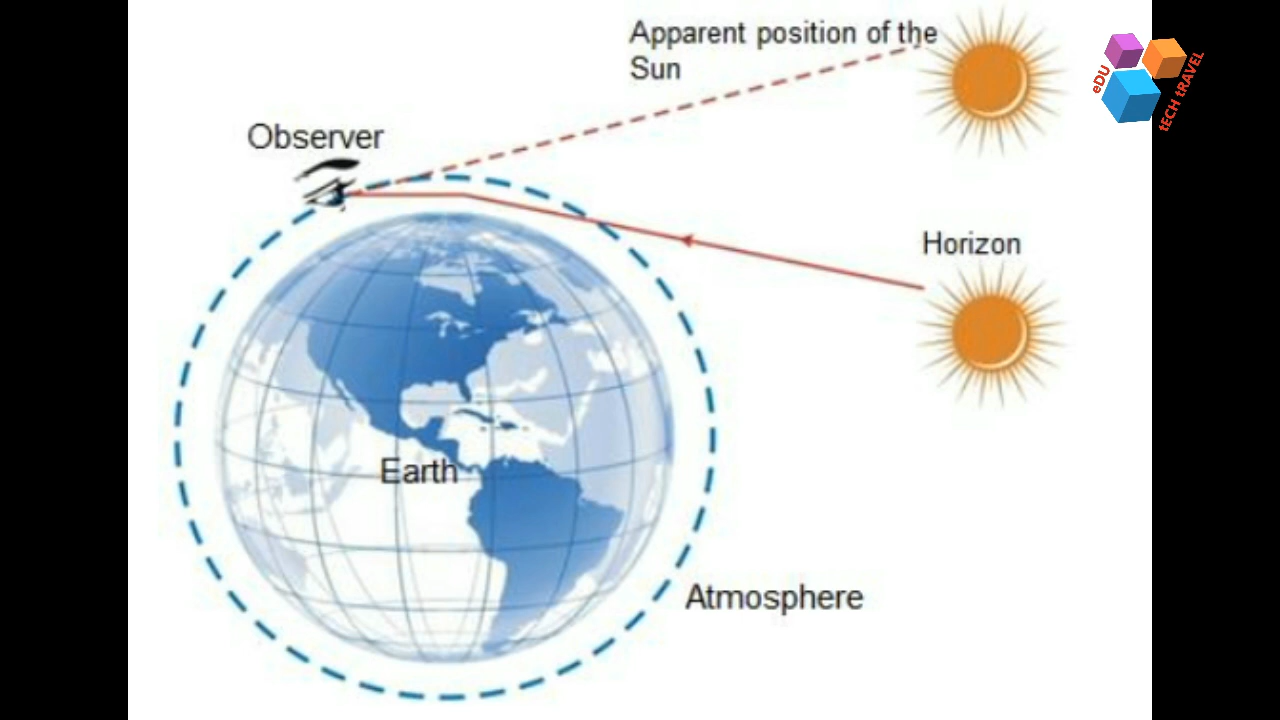 Apparent position of the
Sun
eDU
tECH tRAVEL
Observer
Horizon
Earth
Atmosphere